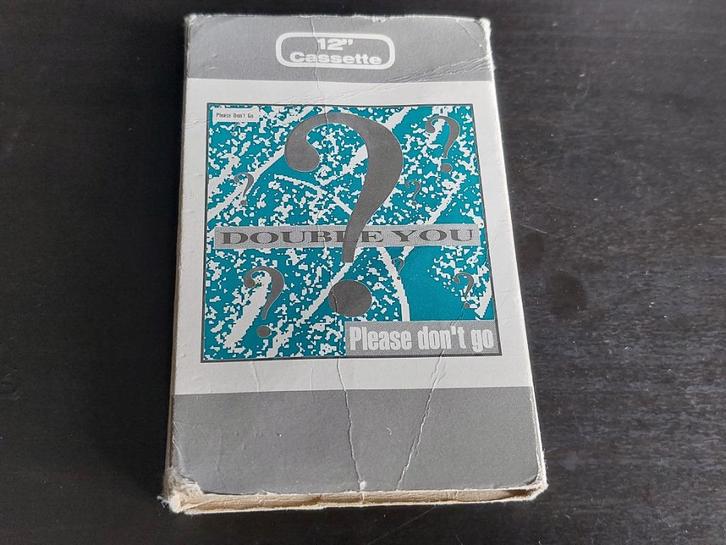 12"
Cassette
Please Don't Go
?
DOUBLE YOU
Please don't go